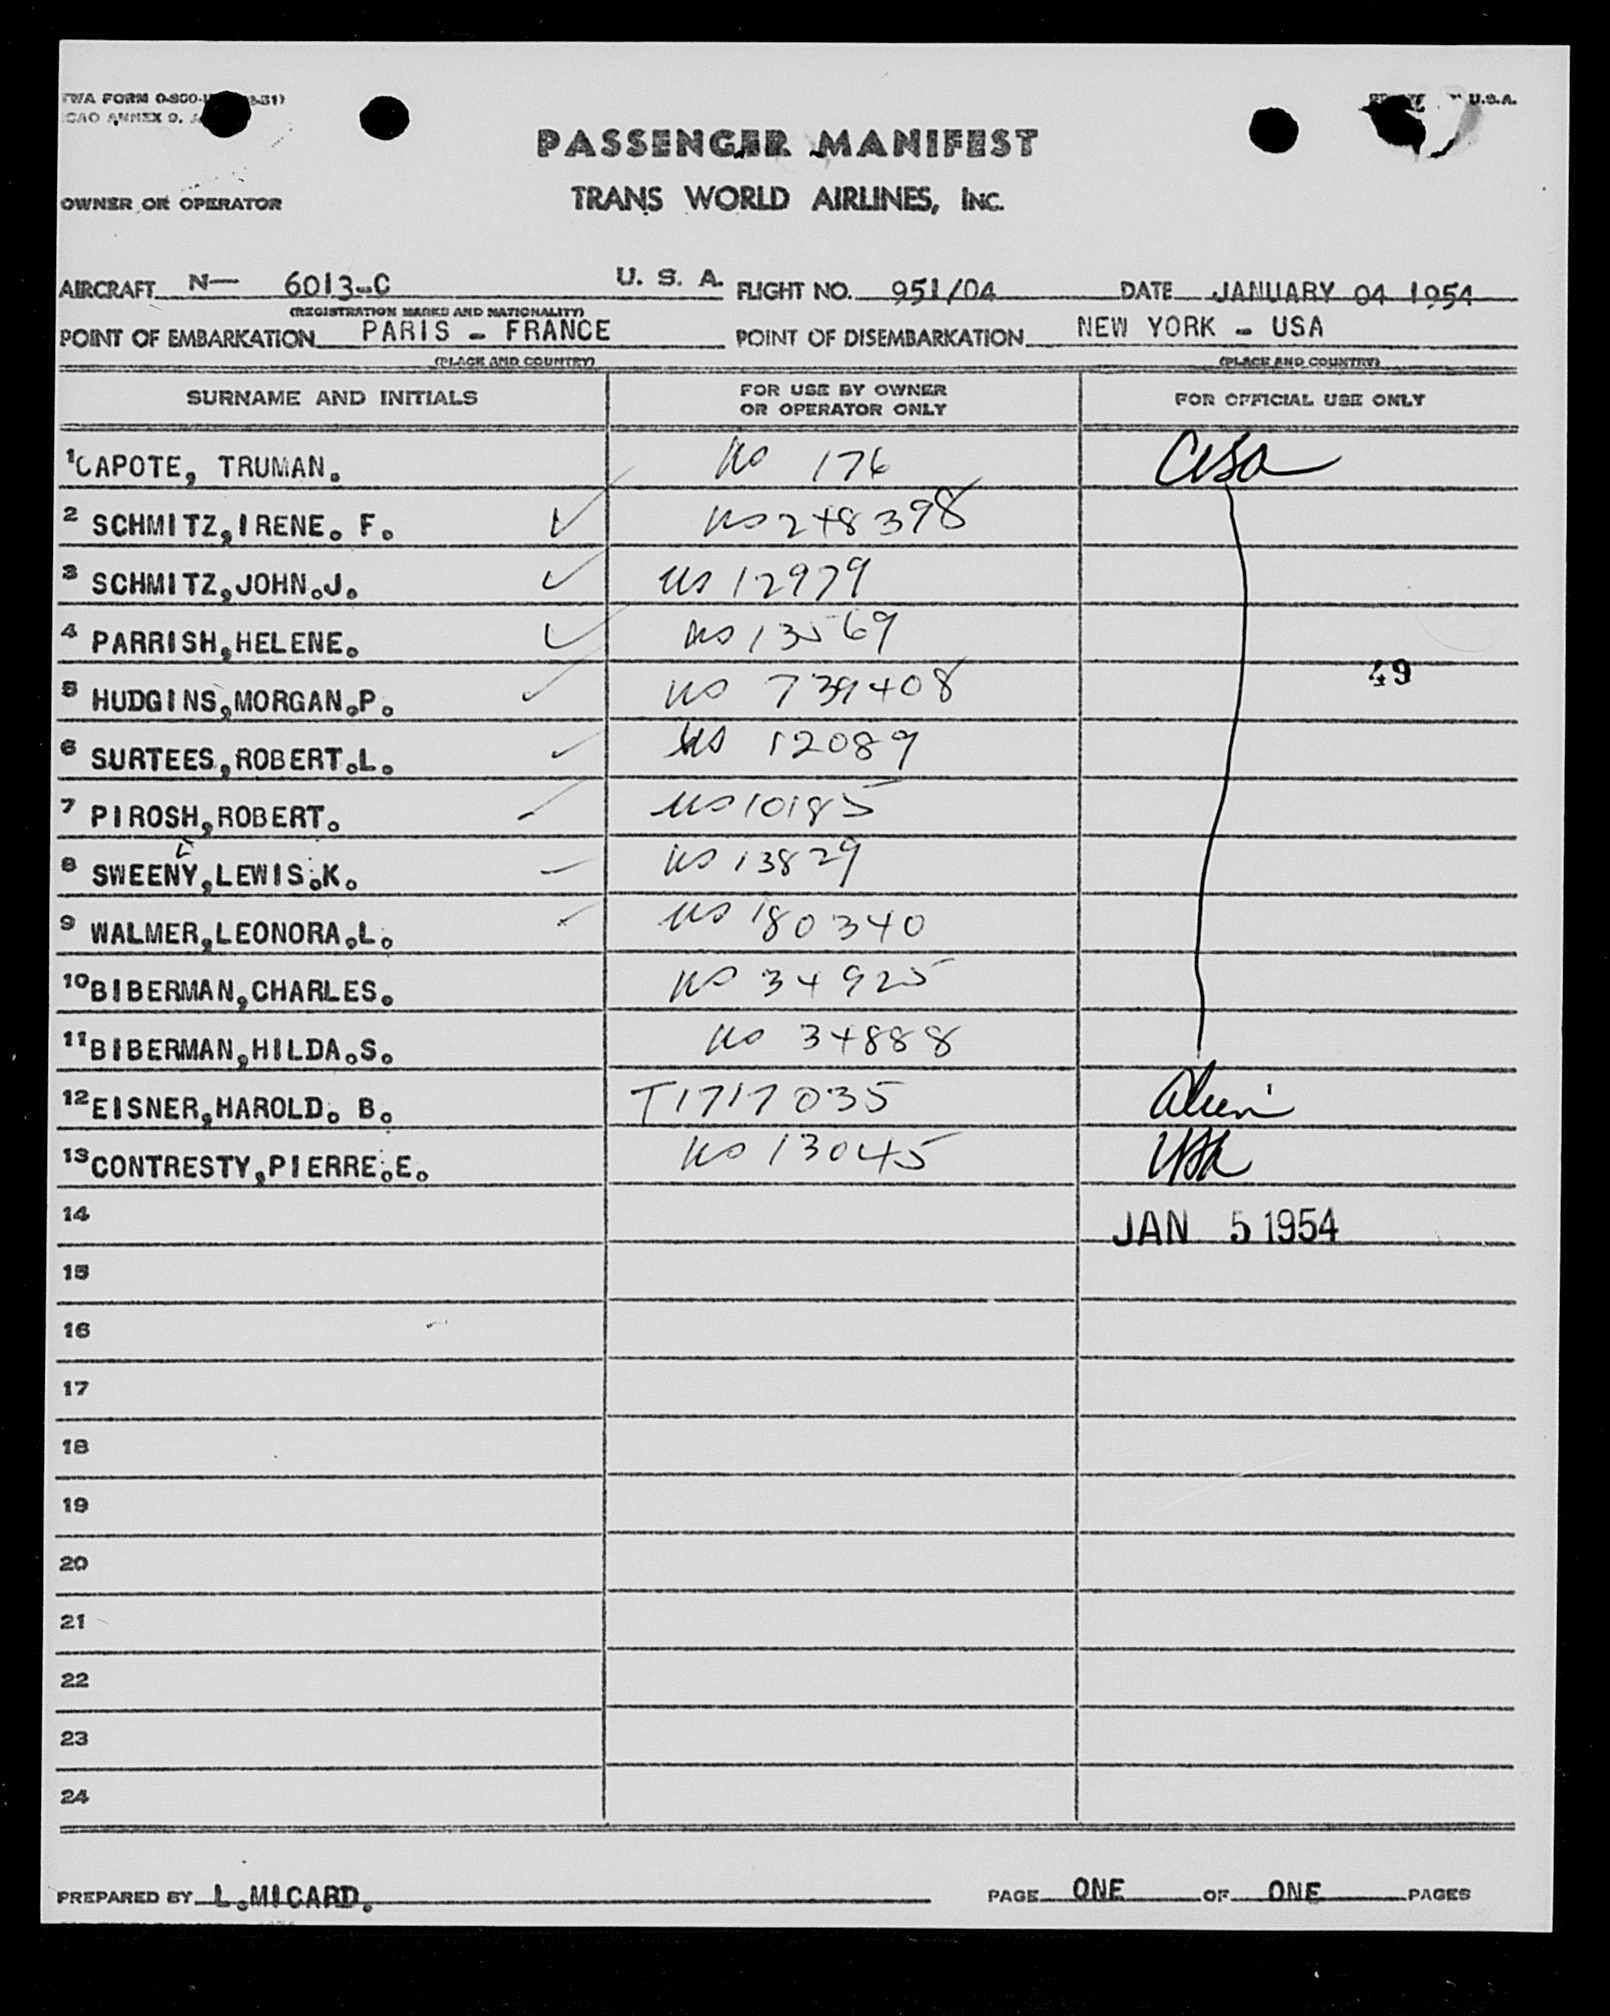 TWA FORM
ICAO ANNEX 9.
U.S.A.
PASSENGER MANIFEST
OWNER OR OPERATOR
TRANS WORLD AIRLINES, INC.
AIRCRAFT N— 6013-C U. S. A. FLIGHT NO. 951/04 DATE JANUARY 04 1954
(REGISTRATION MARKS AND NATIONALITY)
POINT OF EMBARKATION PARIS - FRANCE POINT OF DISEMBARKATION NEW YORK - USA
(PLACE AND COUNTRY) (PLACE AND COUNTRY)
SURNAME AND INITIALS FOR USE BY OWNER OR OPERATOR ONLY FOR OFFICIAL USE ONLY
1 CAPOTE, TRUMAN. US 176 USA
2 SCHMITZ,IRENE. F. ✓ US 248398
3 SCHMITZ,JOHN.J. ✓ US 12979
4 PARRISH,HELENE. ✓ US 13569
49
5 HUDGINS,MORGAN.P. ✓ US 739408
6 SURTEES,ROBERT.L. ✓ US 12089
7 PIROSH,ROBERT. US 10185
8 SWEENY,LEWIS.K. US 13829
9 WALMER,LEONORA.L. US 180340
10 BIBERMAN,CHARLES. US 34925
11 BIBERMAN,HILDA.S. US 34888
12 EISNER,HAROLD. B. T1717035 Alien
13 CONTRESTY,PIERRE.E. US 13045 USA
14 JAN 5 1954
15
16
17
18
19
20
21
22
23
24
PREPARED BY L.MICARD. PAGE ONE OF ONE PAGES